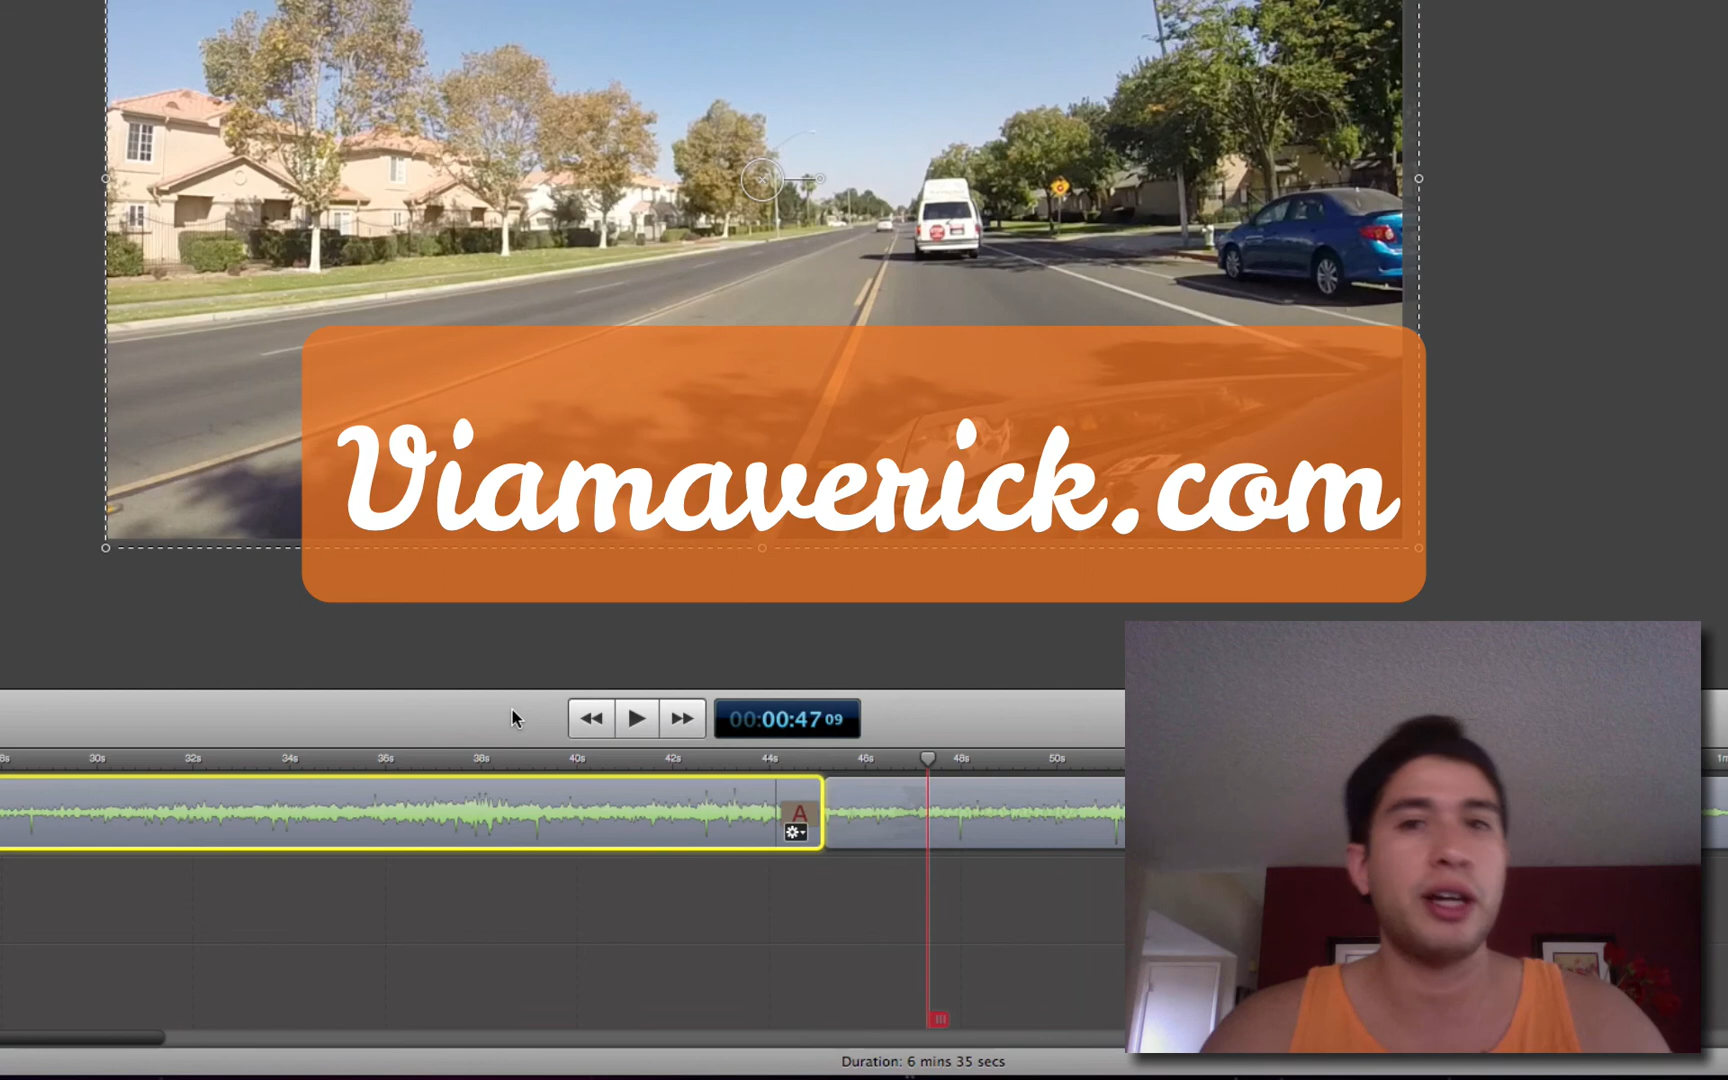 Viamaverick.com
00:00:47 09
30s 32s 34s 36s 38s 40s 42s 44s 46s 48s 50s
A
Duration: 6 mins 35 secs